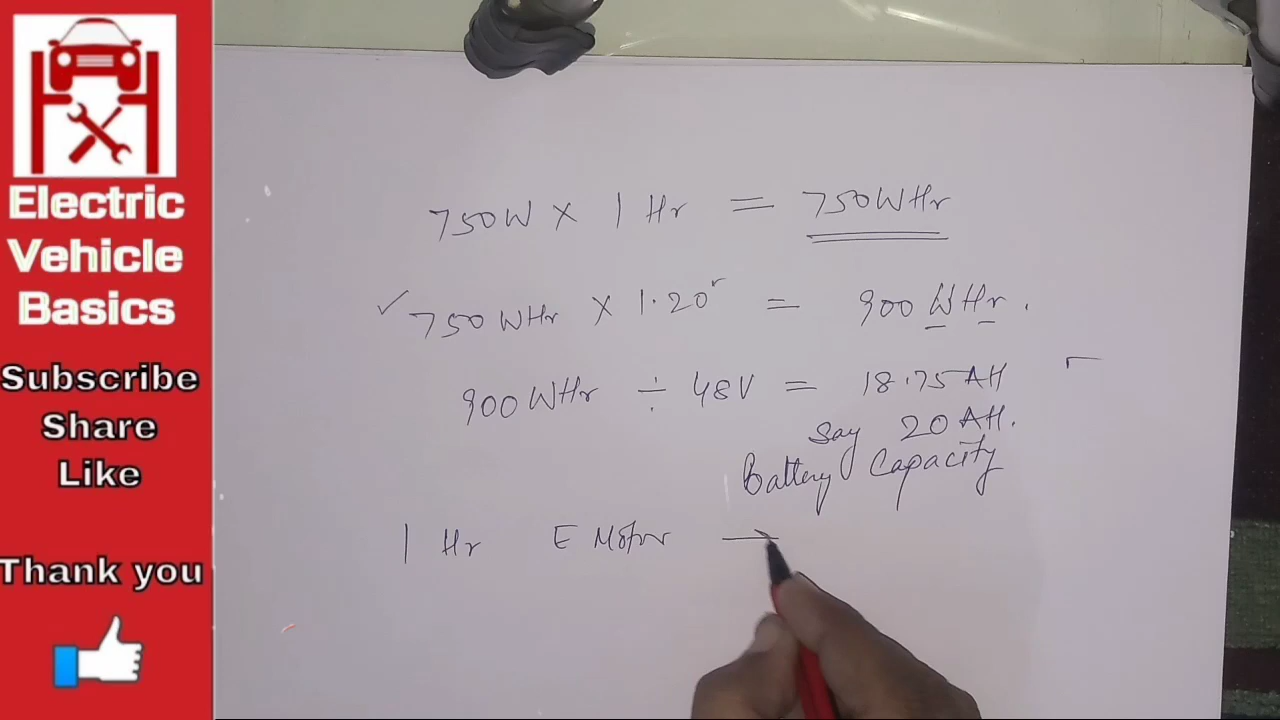 Electric
Vehicle
Basics
Subscribe
Share
Like
Thank you
750W X 1 Hr = 750WHr
✓ 750 WHr X 1.20 = 900 WHr.
900 WHr ÷ 48V = 18.75 AH
Say 20 AH.
Battery Capacity
1 Hr E Motor →